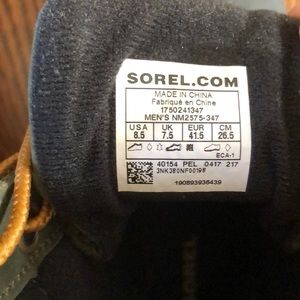 SOREL.COM
MADE IN CHINA
Fabriqué en Chine
1750241347
MEN'S NM2575-347
USA UK EUR CM
8.5 7.5 41.5 26.5
ECA-1
40154 PEL 0417 217
3NK380NF00198
190893936439